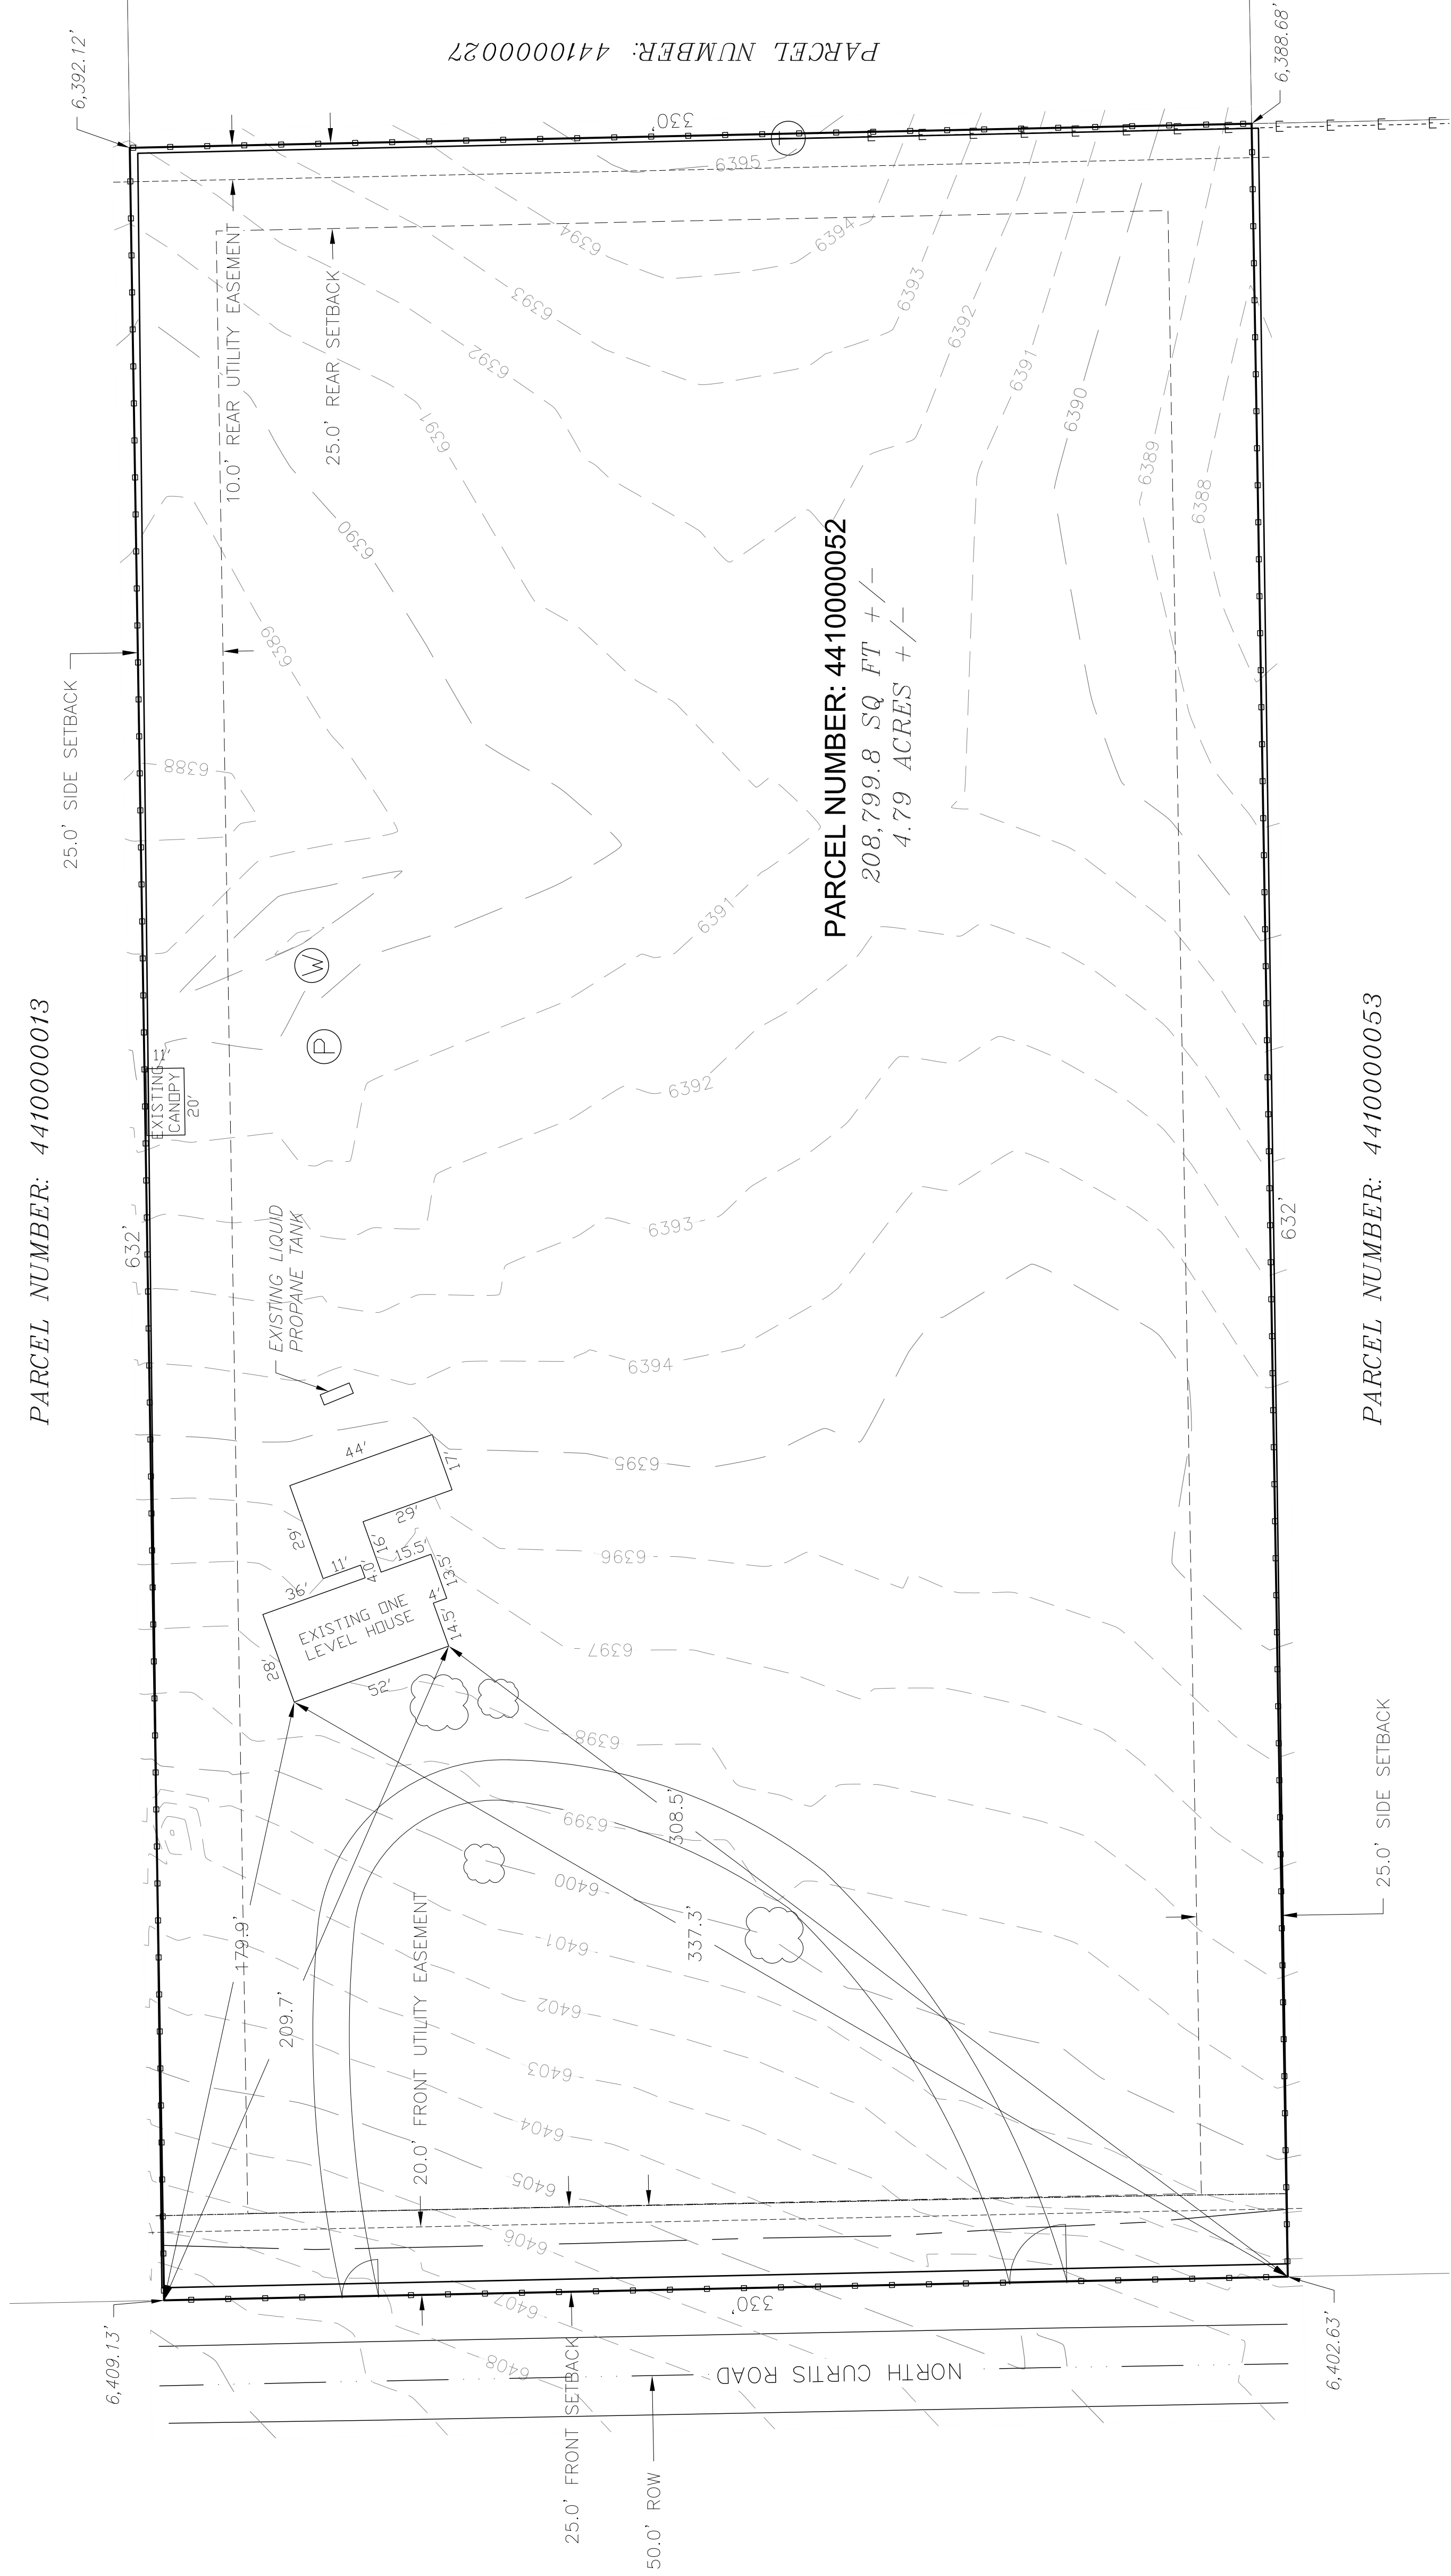 PARCEL NUMBER: 4410000027
6,392.12'
6,388.68'
330'
10.0' REAR UTILITY EASEMENT
25.0' REAR SETBACK
25.0' SIDE SETBACK
6395
6394
6394
6393
6393
6392
6392
6391
6391
6390
6390
6389
6389
6388
6388
T
E E E E E E E E E E E E
PARCEL NUMBER: 4410000052
208,799.8 SQ FT +/-
4.79 ACRES +/-
PARCEL NUMBER: 4410000013
PARCEL NUMBER: 4410000053
632'
632'
W
P
11'
EXISTING
CANOPY
20'
6391
6392
6393
6394
6395
6396
6397
6398
6399
6400
6401
6402
6403
6404
6405
6406
6407
6408
EXISTING LIQUID
PROPANE TANK
44'
17'
29'
29'
16'
11'
4.0'
15.5'
13.5'
36'
4'
14.5'
28'
52'
EXISTING ONE
LEVEL HOUSE
179.9'
209.7'
308.5'
337.3'
25.0' SIDE SETBACK
20.0' FRONT UTILITY EASEMENT
330'
6,409.13'
6,402.63'
NORTH CURTIS ROAD
25.0' FRONT SETBACK
50.0' ROW